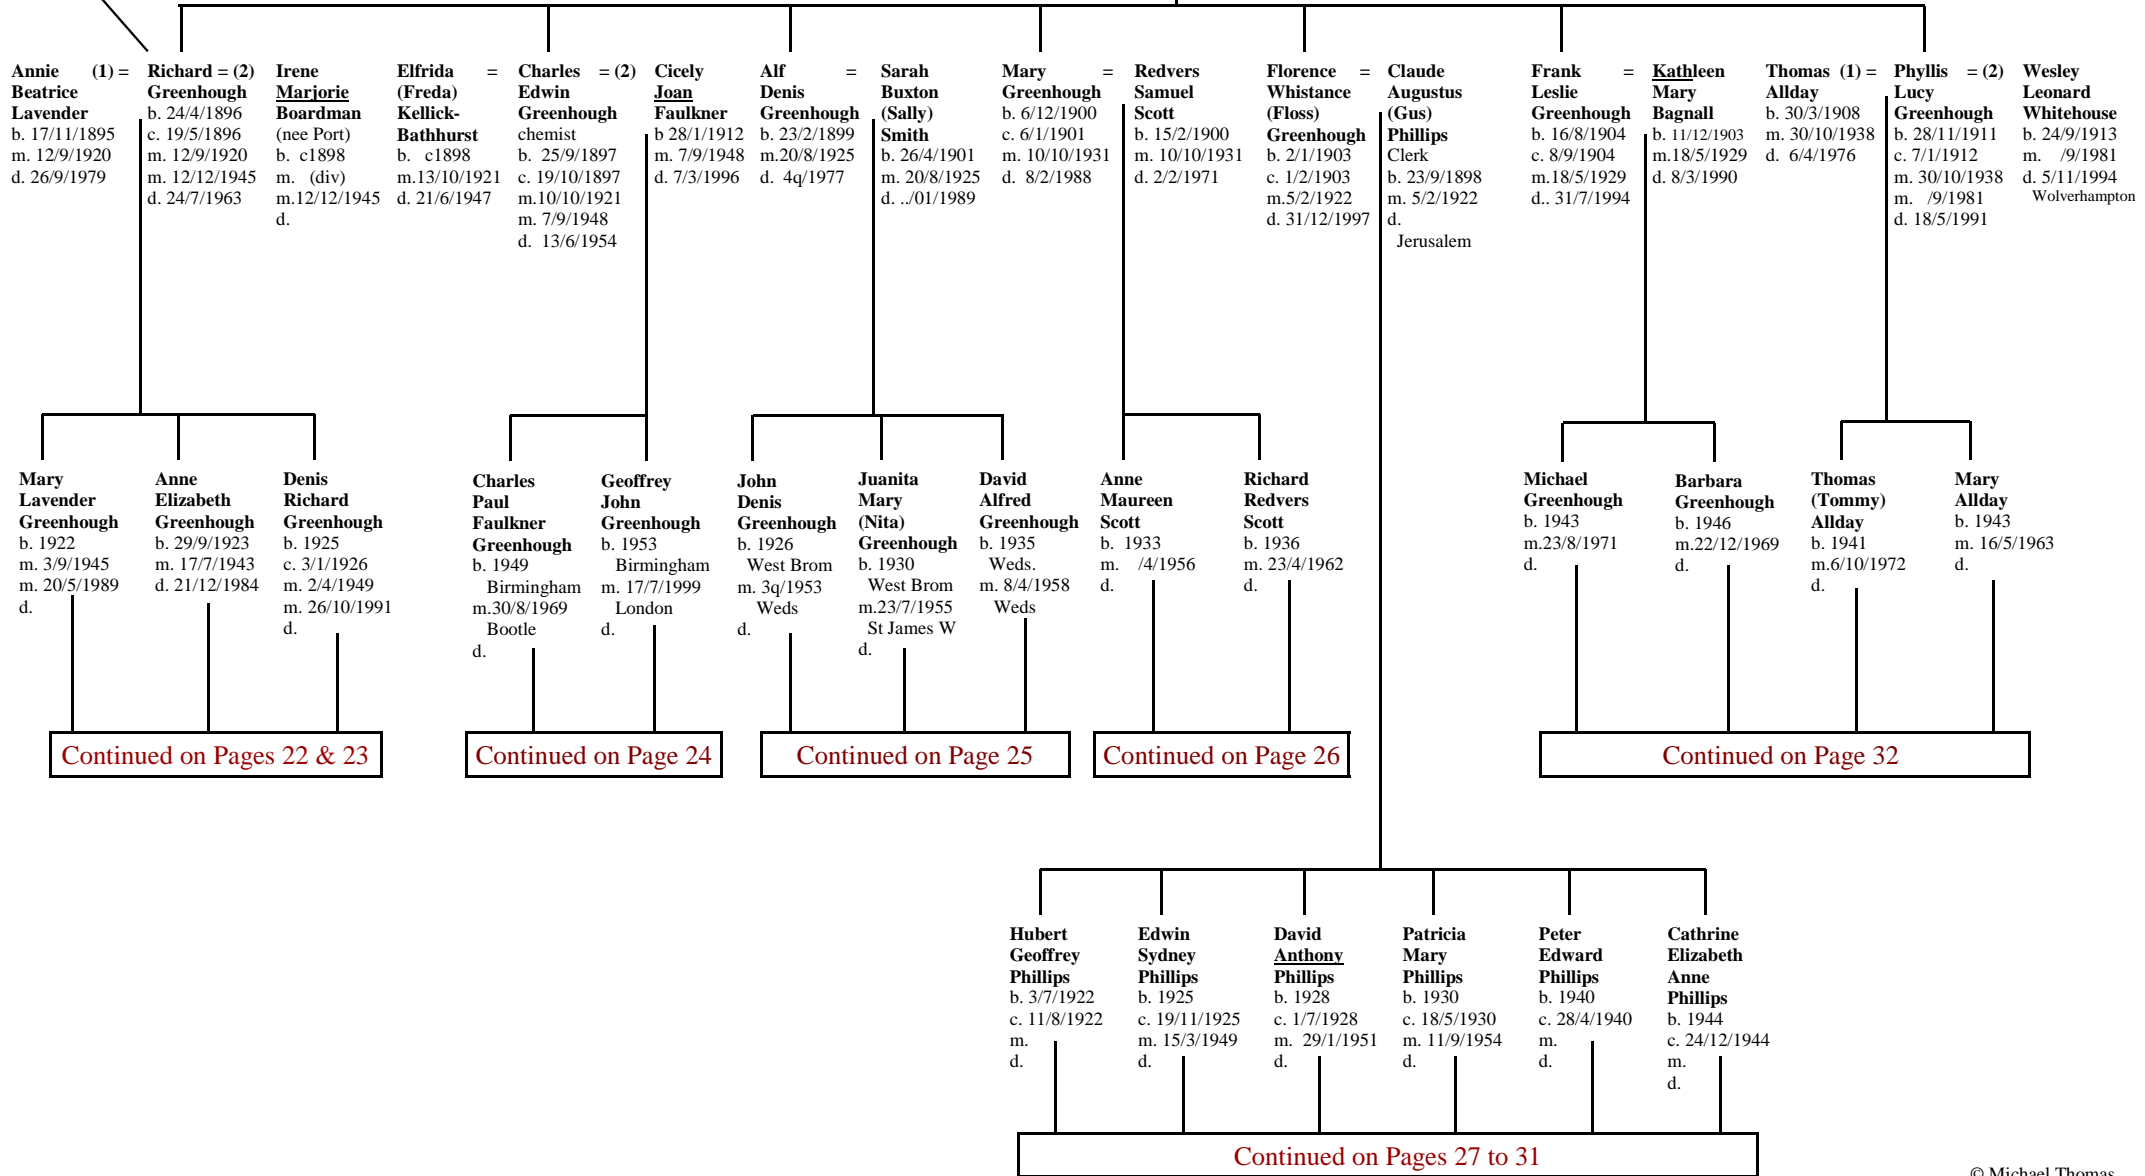 Annie (1) =
Beatrice
Lavender
b. 17/11/1895
m. 12/9/1920
d. 26/9/1979
Richard = (2)
Greenhough
b. 24/4/1896
c. 19/5/1896
m. 12/9/1920
m. 12/12/1945
d. 24/7/1963
Irene
Marjorie
Boardman
(nee Port)
b. c1898
m. (div)
m.12/12/1945
d.
Elfrida =
(Freda)
Kellick-
Bathhurst
b. c1898
m.13/10/1921
d. 21/6/1947
Charles = (2)
Edwin
Greenhough
chemist
b. 25/9/1897
c. 19/10/1897
m.10/10/1921
m. 7/9/1948
d. 13/6/1954
Cicely
Joan
Faulkner
b 28/1/1912
m. 7/9/1948
d. 7/3/1996
Alf =
Denis
Greenhough
b. 23/2/1899
m.20/8/1925
d. 4q/1977
Sarah
Buxton
(Sally)
Smith
b. 26/4/1901
m. 20/8/1925
d. ../01/1989
Mary =
Greenhough
b. 6/12/1900
c. 6/1/1901
m. 10/10/1931
d. 8/2/1988
Redvers
Samuel
Scott
b. 15/2/1900
m. 10/10/1931
d. 2/2/1971
Florence =
Whistance
(Floss)
Greenhough
b. 2/1/1903
c. 1/2/1903
m.5/2/1922
d. 31/12/1997
Claude
Augustus
(Gus)
Phillips
Clerk
b. 23/9/1898
m. 5/2/1922
d.
Jerusalem
Frank =
Leslie
Greenhough
b. 16/8/1904
c. 8/9/1904
m.18/5/1929
d.. 31/7/1994
Kathleen
Mary
Bagnall
b. 11/12/1903
m.18/5/1929
d. 8/3/1990
Thomas (1) =
Allday
b. 30/3/1908
m. 30/10/1938
d. 6/4/1976
Phyllis = (2)
Lucy
Greenhough
b. 28/11/1911
c. 7/1/1912
m. 30/10/1938
m. /9/1981
d. 18/5/1991
Wesley
Leonard
Whitehouse
b. 24/9/1913
m. /9/1981
d. 5/11/1994
Wolverhampton
Mary
Lavender
Greenhough
b. 1922
m. 3/9/1945
m. 20/5/1989
d.
Anne
Elizabeth
Greenhough
b. 29/9/1923
m. 17/7/1943
d. 21/12/1984
Denis
Richard
Greenhough
b. 1925
c. 3/1/1926
m. 2/4/1949
m. 26/10/1991
d.
Charles
Paul
Faulkner
Greenhough
b. 1949
Birmingham
m.30/8/1969
Bootle
d.
Geoffrey
John
Greenhough
b. 1953
Birmingham
m. 17/7/1999
London
d.
John
Denis
Greenhough
b. 1926
West Brom
m. 3q/1953
Weds
d.
Juanita
Mary
(Nita)
Greenhough
b. 1930
West Brom
m.23/7/1955
St James W
d.
David
Alfred
Greenhough
b. 1935
Weds.
m. 8/4/1958
Weds
d.
Anne
Maureen
Scott
b. 1933
m. /4/1956
d.
Richard
Redvers
Scott
b. 1936
m. 23/4/1962
d.
Michael
Greenhough
b. 1943
m.23/8/1971
d.
Barbara
Greenhough
b. 1946
m.22/12/1969
d.
Thomas
(Tommy)
Allday
b. 1941
m.6/10/1972
d.
Mary
Allday
b. 1943
m. 16/5/1963
d.
Continued on Pages 22 & 23
Continued on Page 24
Continued on Page 25
Continued on Page 26
Continued on Page 32
Hubert
Geoffrey
Phillips
b. 3/7/1922
c. 11/8/1922
m.
d.
Edwin
Sydney
Phillips
b. 1925
c. 19/11/1925
m. 15/3/1949
d.
David
Anthony
Phillips
b. 1928
c. 1/7/1928
m. 29/1/1951
d.
Patricia
Mary
Phillips
b. 1930
c. 18/5/1930
m. 11/9/1954
d.
Peter
Edward
Phillips
b. 1940
c. 28/4/1940
m.
d.
Cathrine
Elizabeth
Anne
Phillips
b. 1944
c. 24/12/1944
m.
d.
Continued on Pages 27 to 31
© Michael Thomas